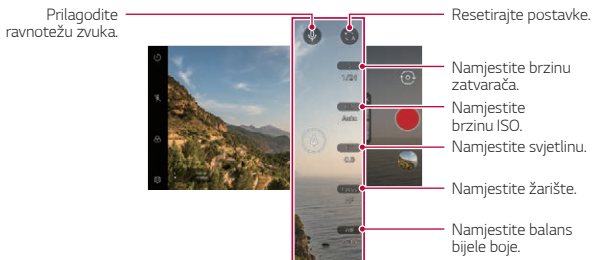 Prilagodite
ravnotežu zvuka.
Resetirajte postavke.
1/24
Namjestite brzinu
zatvarača.
Auto
Namjestite
brzinu ISO.
0.0
Namjestite svjetlinu.
Namjestite žarište.
Namjestite balans
bijele boje.